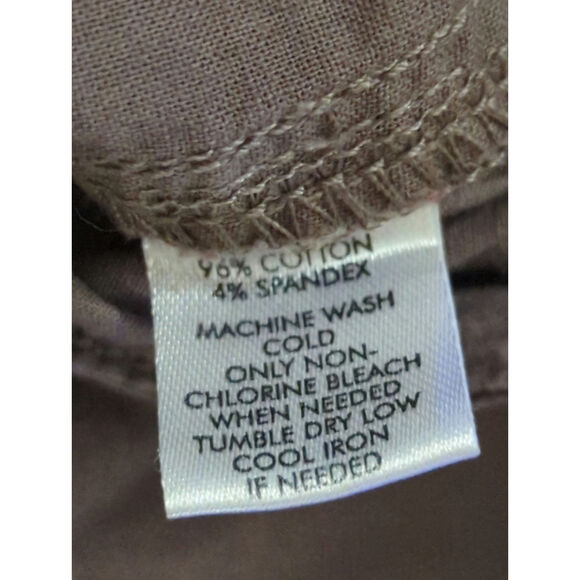 96% COTTON
4% SPANDEX
MACHINE WASH
COLD
ONLY NON-
CHLORINE BLEACH
WHEN NEEDED
TUMBLE DRY LOW
COOL IRON
IF NEEDED